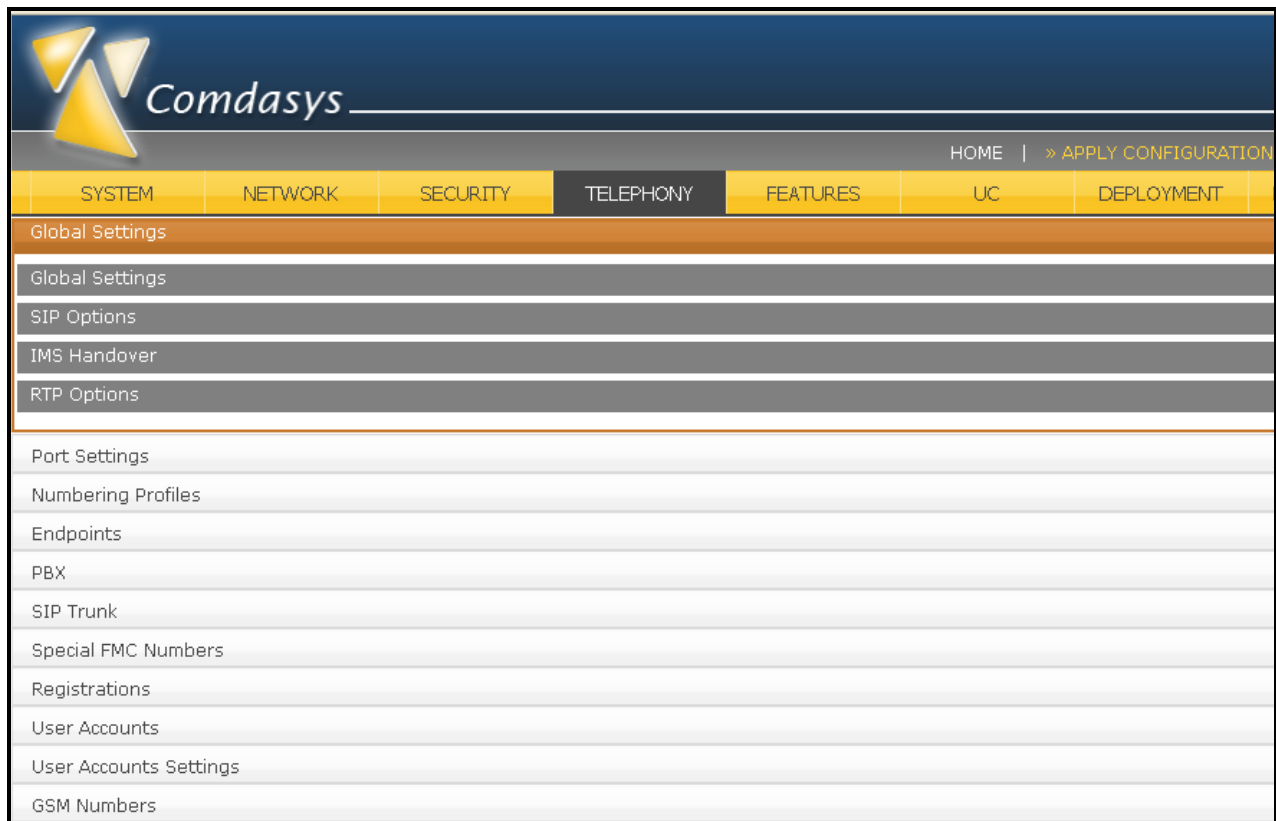 Comdasys
HOME | » APPLY CONFIGURATION
SYSTEM NETWORK SECURITY TELEPHONY FEATURES UC DEPLOYMENT
Global Settings
Global Settings
SIP Options
IMS Handover
RTP Options
Port Settings
Numbering Profiles
Endpoints
PBX
SIP Trunk
Special FMC Numbers
Registrations
User Accounts
User Accounts Settings
GSM Numbers